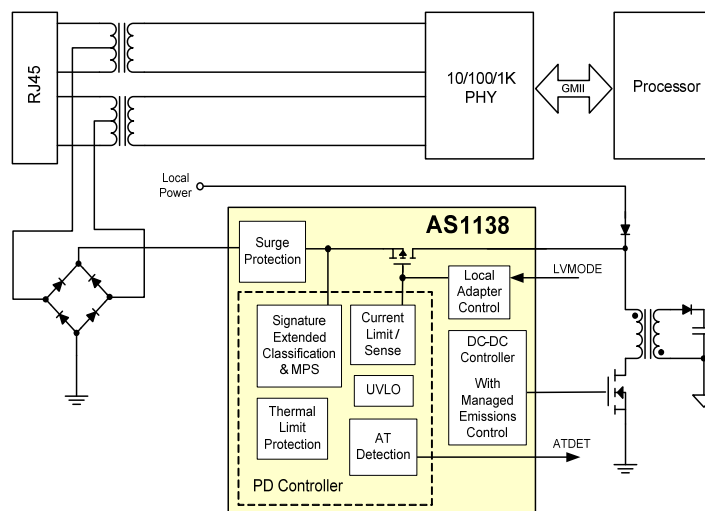 RJ45
10/100/1K
PHY
GMII
Processor
Local
Power
AS1138
Surge
Protection
Local
Adapter
Control
LVMODE
Signature
Extended
Classification
& MPS
Current
Limit /
Sense
DC-DC
Controller
With
Managed
Emissions
Control
UVLO
Thermal
Limit
Protection
AT
Detection
ATDET
PD Controller